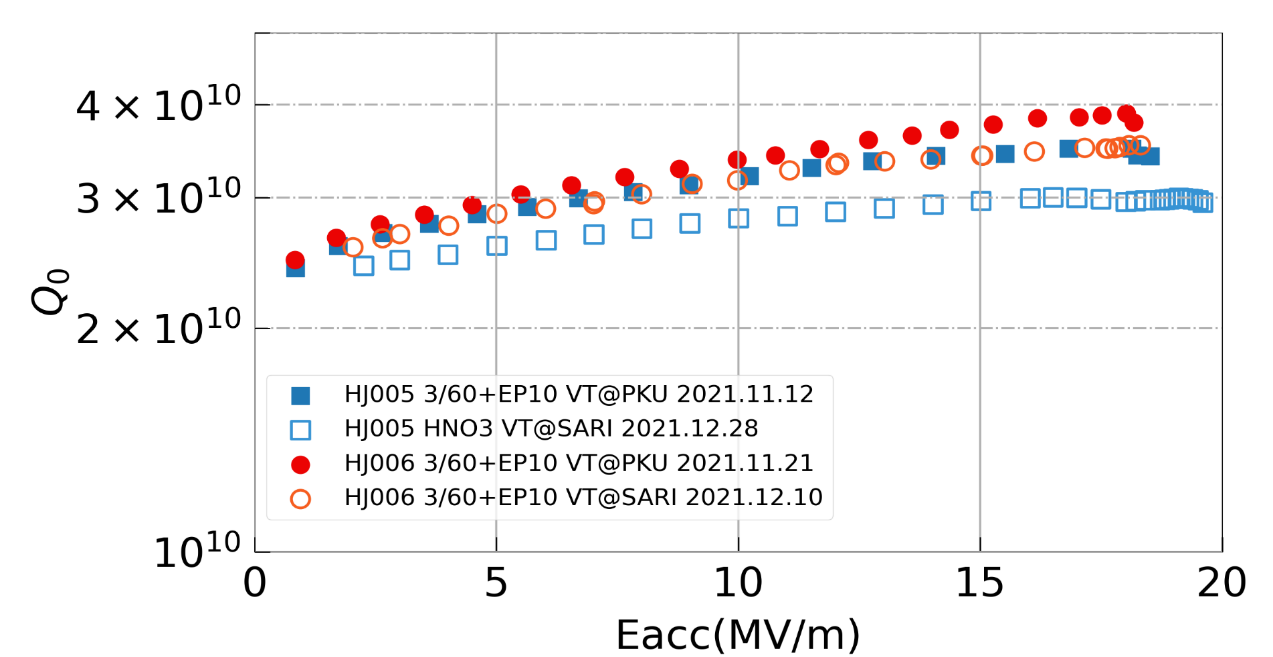 4 × 10^10
3 × 10^10
2 × 10^10
10^10
Q₀
HJ005 3/60+EP10 VT@PKU 2021.11.12
HJ005 HNO3 VT@SARI 2021.12.28
HJ006 3/60+EP10 VT@PKU 2021.11.21
HJ006 3/60+EP10 VT@SARI 2021.12.10
0 5 10 15 20
Eacc(MV/m)